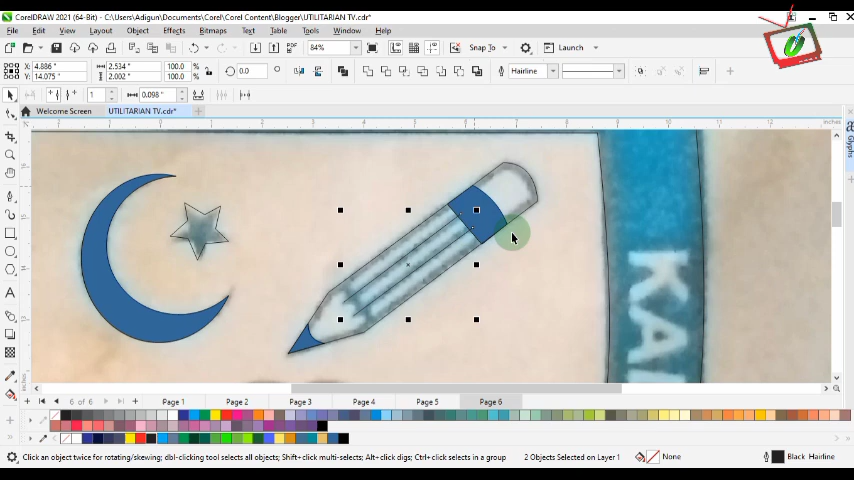 CorelDRAW 2021 (64-Bit) - C:\Users\Adigun\Documents\Corel\Corel Content\Blogger\UTILITARIAN TV.cdr*
File Edit View Layout Object Effects Bitmaps Text Table Tools Window Help
PDF 84% Snap To Launch
X: 4.886 " 2.534 " 100.0 % 0.0 Hairline
Y: 14.075 " 2.002 " 100.0 %
1 0.098 "
Welcome Screen UTILITARIAN TV.cdr*
inches
Glyphs
KAI
6 of 6 Page 1 Page 2 Page 3 Page 4 Page 5 Page 6
Click an object twice for rotating/skewing; dbl-clicking tool selects all objects; Shift+click multi-selects; Alt+click digs; Ctrl+click selects in a group 2 Objects Selected on Layer 1 None Black Hairline